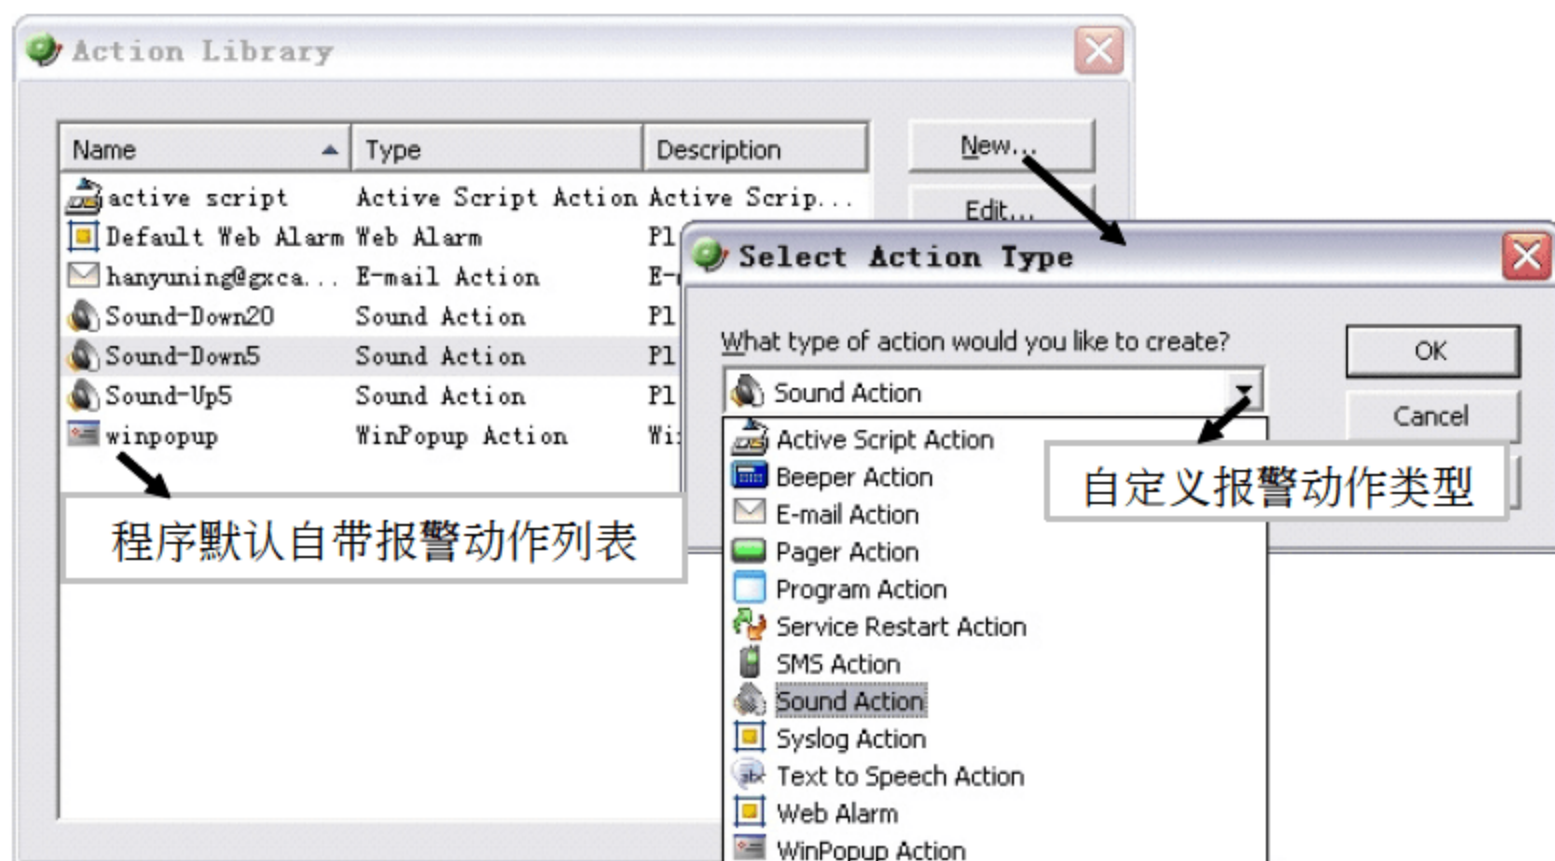 Action Library
Name Type Description
New...
active script Active Script Action Active Scrip...
Edit...
Default Web Alarm Web Alarm Pl
Select Action Type
hanyuning@gxca... E-mail Action E-
Sound-Down20 Sound Action Pl
What type of action would you like to create?
OK
Sound-Down5 Sound Action Pl
Sound Action
Sound-Up5 Sound Action Pl
Cancel
winpopup WinPopup Action Wi
Active Script Action
Beeper Action
自定义报警动作类型
E-mail Action
程序默认自带报警动作列表
Pager Action
Program Action
Service Restart Action
SMS Action
Sound Action
Syslog Action
Text to Speech Action
Web Alarm
WinPopup Action